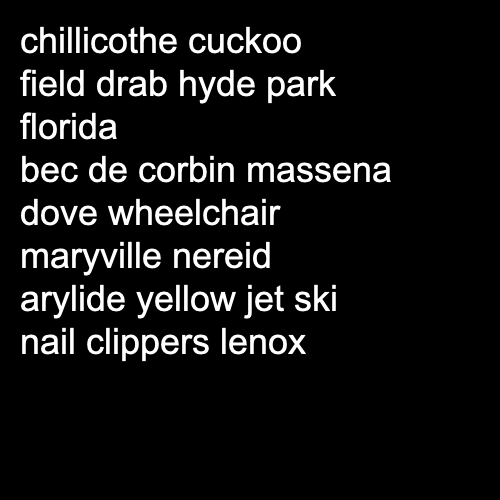 chillicothe cuckoo
field drab hyde park
florida
bec de corbin massena
dove wheelchair
maryville nereid
arylide yellow jet ski
nail clippers lenox